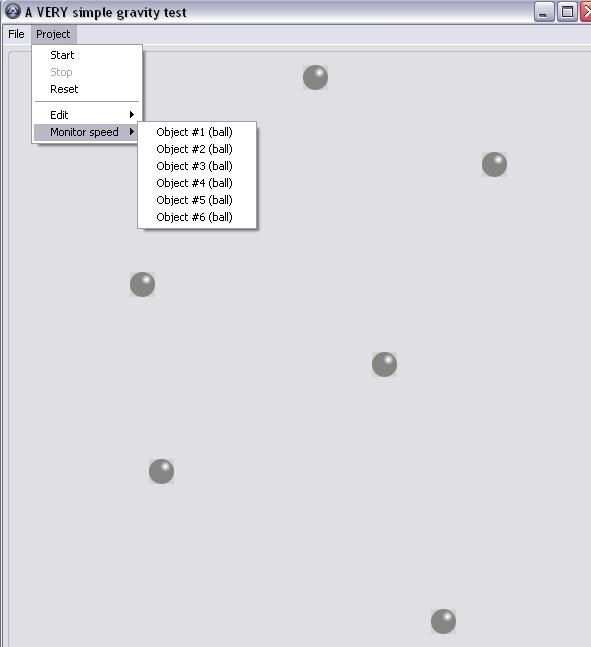 A VERY simple gravity test
File Project
Start
Stop
Reset
Edit
Monitor speed
Object #1 (ball)
Object #2 (ball)
Object #3 (ball)
Object #4 (ball)
Object #5 (ball)
Object #6 (ball)